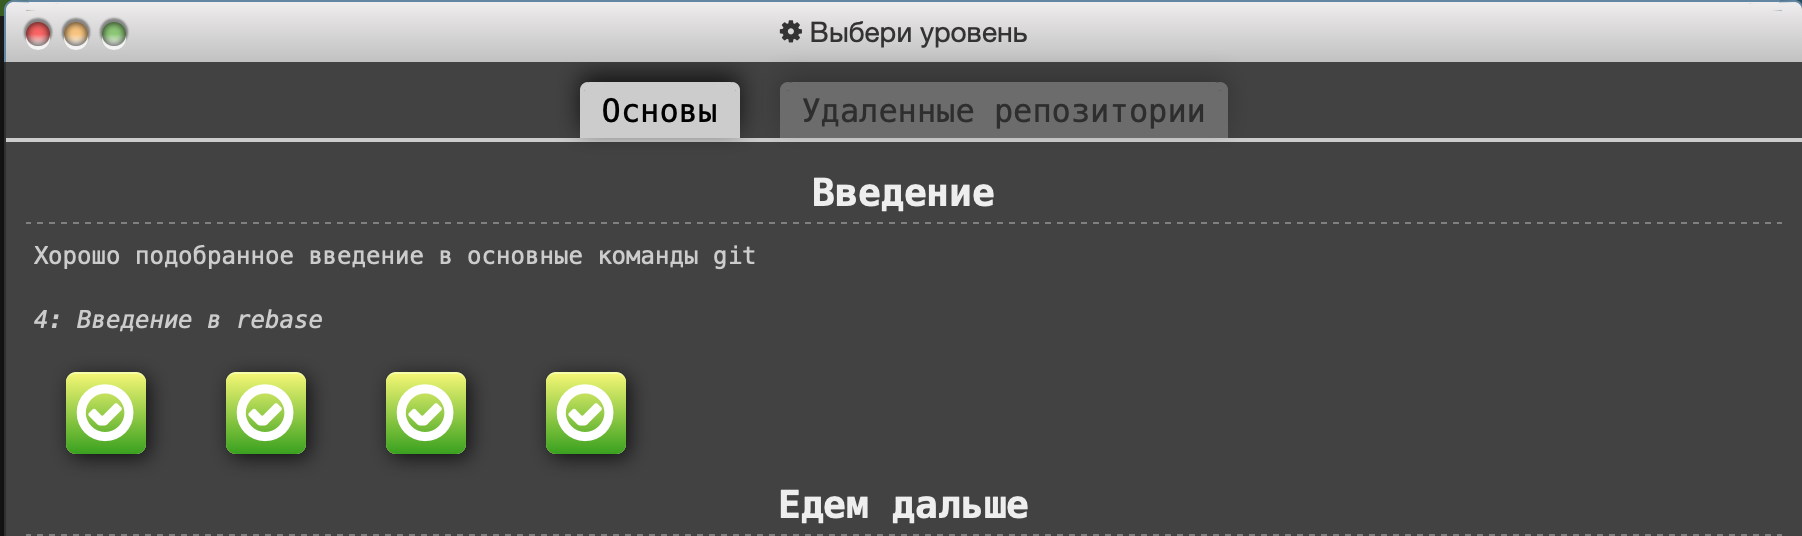 Выбери уровень
Основы
Удаленные репозитории
Введение
Хорошо подобранное введение в основные команды git
4: Введение в rebase
Едем дальше